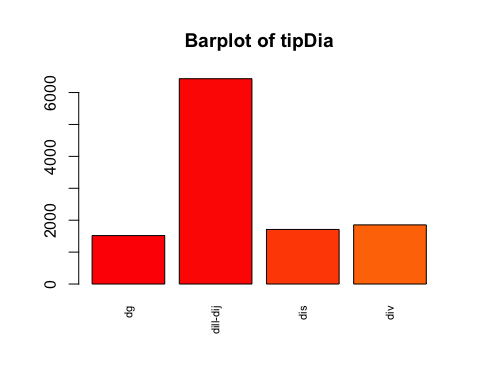 Barplot of tipDia
6000
4000
2000
0
dg
dill-dij
dis
div